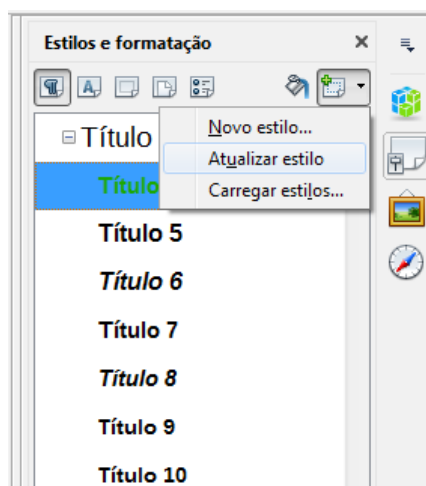 Estilos e formatação
Título
Novo estilo...
Atualizar estilo
Carregar estilos...
Título
Título 5
Título 6
Título 7
Título 8
Título 9
Título 10